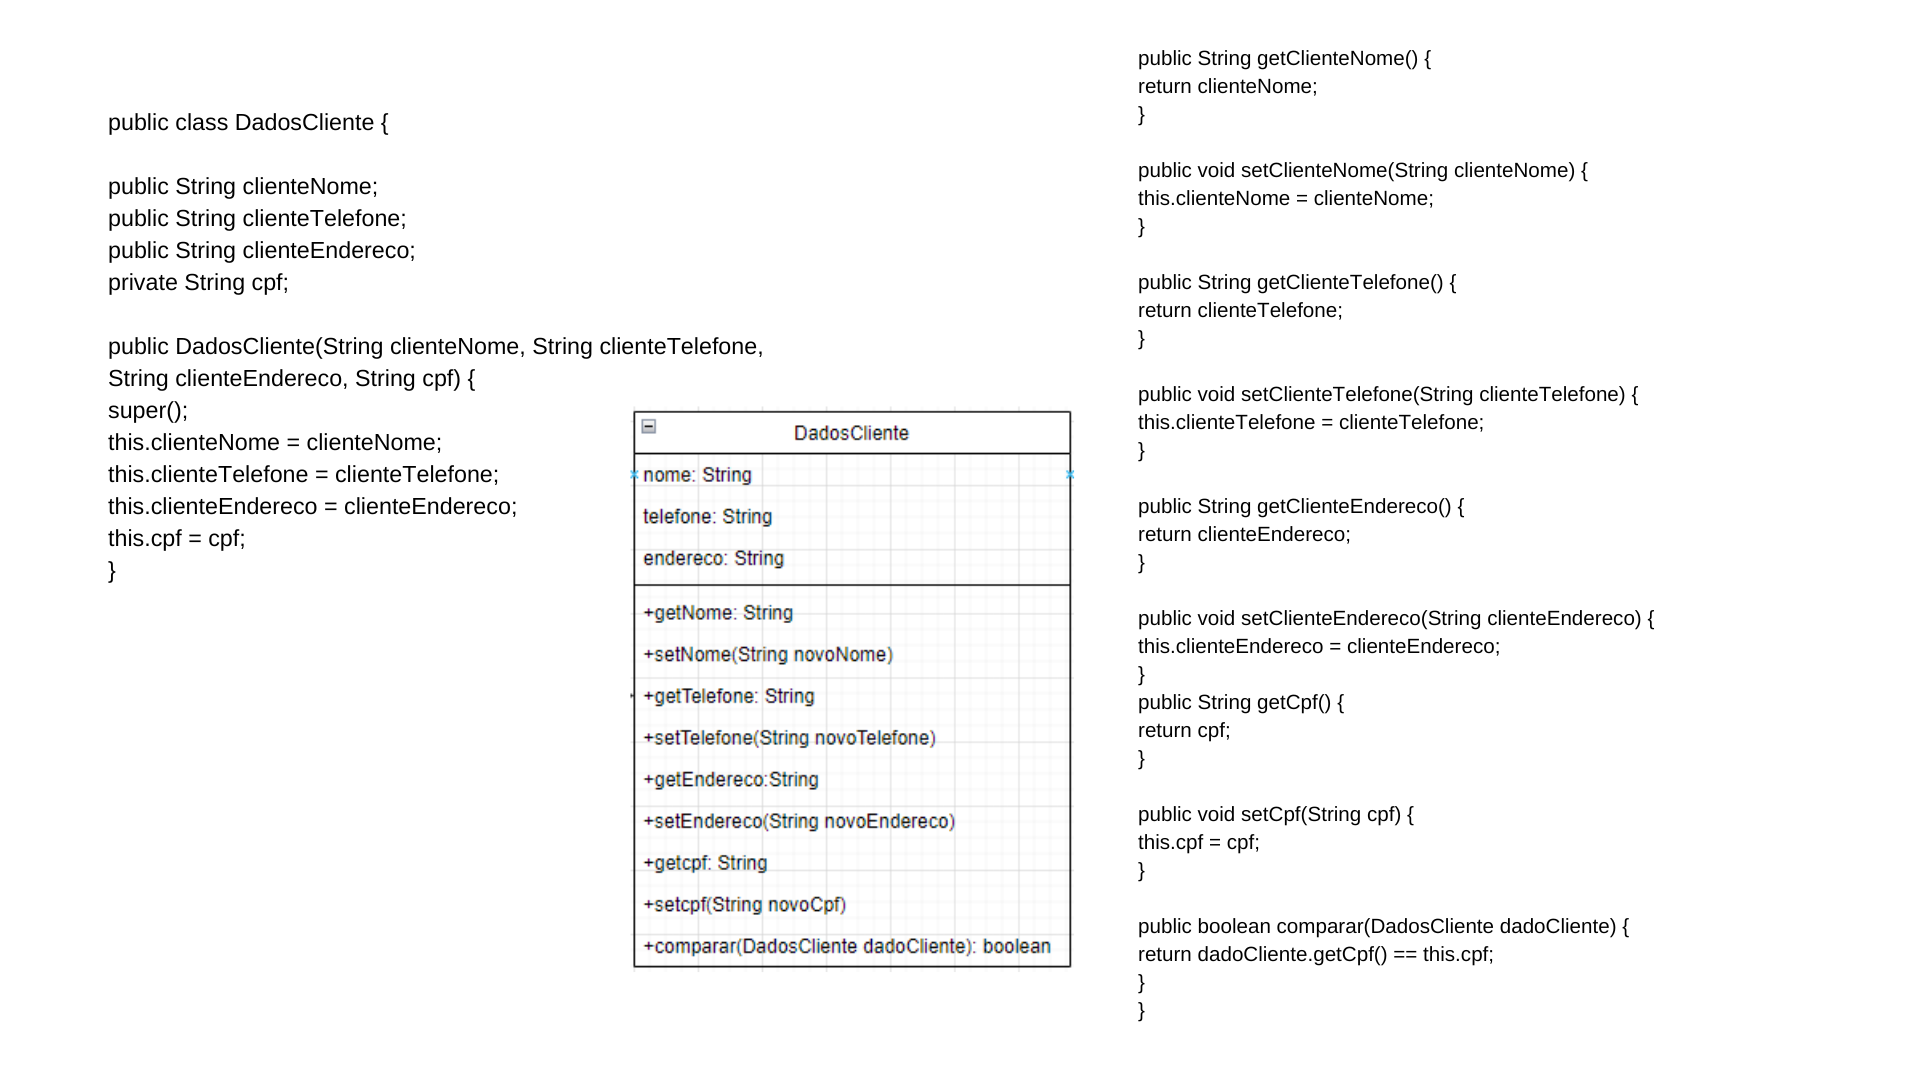 public class DadosCliente {
public String clienteNome;
public String clienteTelefone;
public String clienteEndereco;
private String cpf;
public DadosCliente(String clienteNome, String clienteTelefone,
String clienteEndereco, String cpf) {
super();
this.clienteNome = clienteNome;
this.clienteTelefone = clienteTelefone;
this.clienteEndereco = clienteEndereco;
this.cpf = cpf;
}
DadosCliente
nome: String
telefone: String
endereco: String
+getNome: String
+setNome(String novoNome)
+getTelefone: String
+setTelefone(String novoTelefone)
+getEndereco:String
+setEndereco(String novoEndereco)
+getcpf: String
+setcpf(String novoCpf)
+comparar(DadosCliente dadoCliente): boolean
public String getClienteNome() {
return clienteNome;
}
public void setClienteNome(String clienteNome) {
this.clienteNome = clienteNome;
}
public String getClienteTelefone() {
return clienteTelefone;
}
public void setClienteTelefone(String clienteTelefone) {
this.clienteTelefone = clienteTelefone;
}
public String getClienteEndereco() {
return clienteEndereco;
}
public void setClienteEndereco(String clienteEndereco) {
this.clienteEndereco = clienteEndereco;
}
public String getCpf() {
return cpf;
}
public void setCpf(String cpf) {
this.cpf = cpf;
}
public boolean comparar(DadosCliente dadoCliente) {
return dadoCliente.getCpf() == this.cpf;
}
}